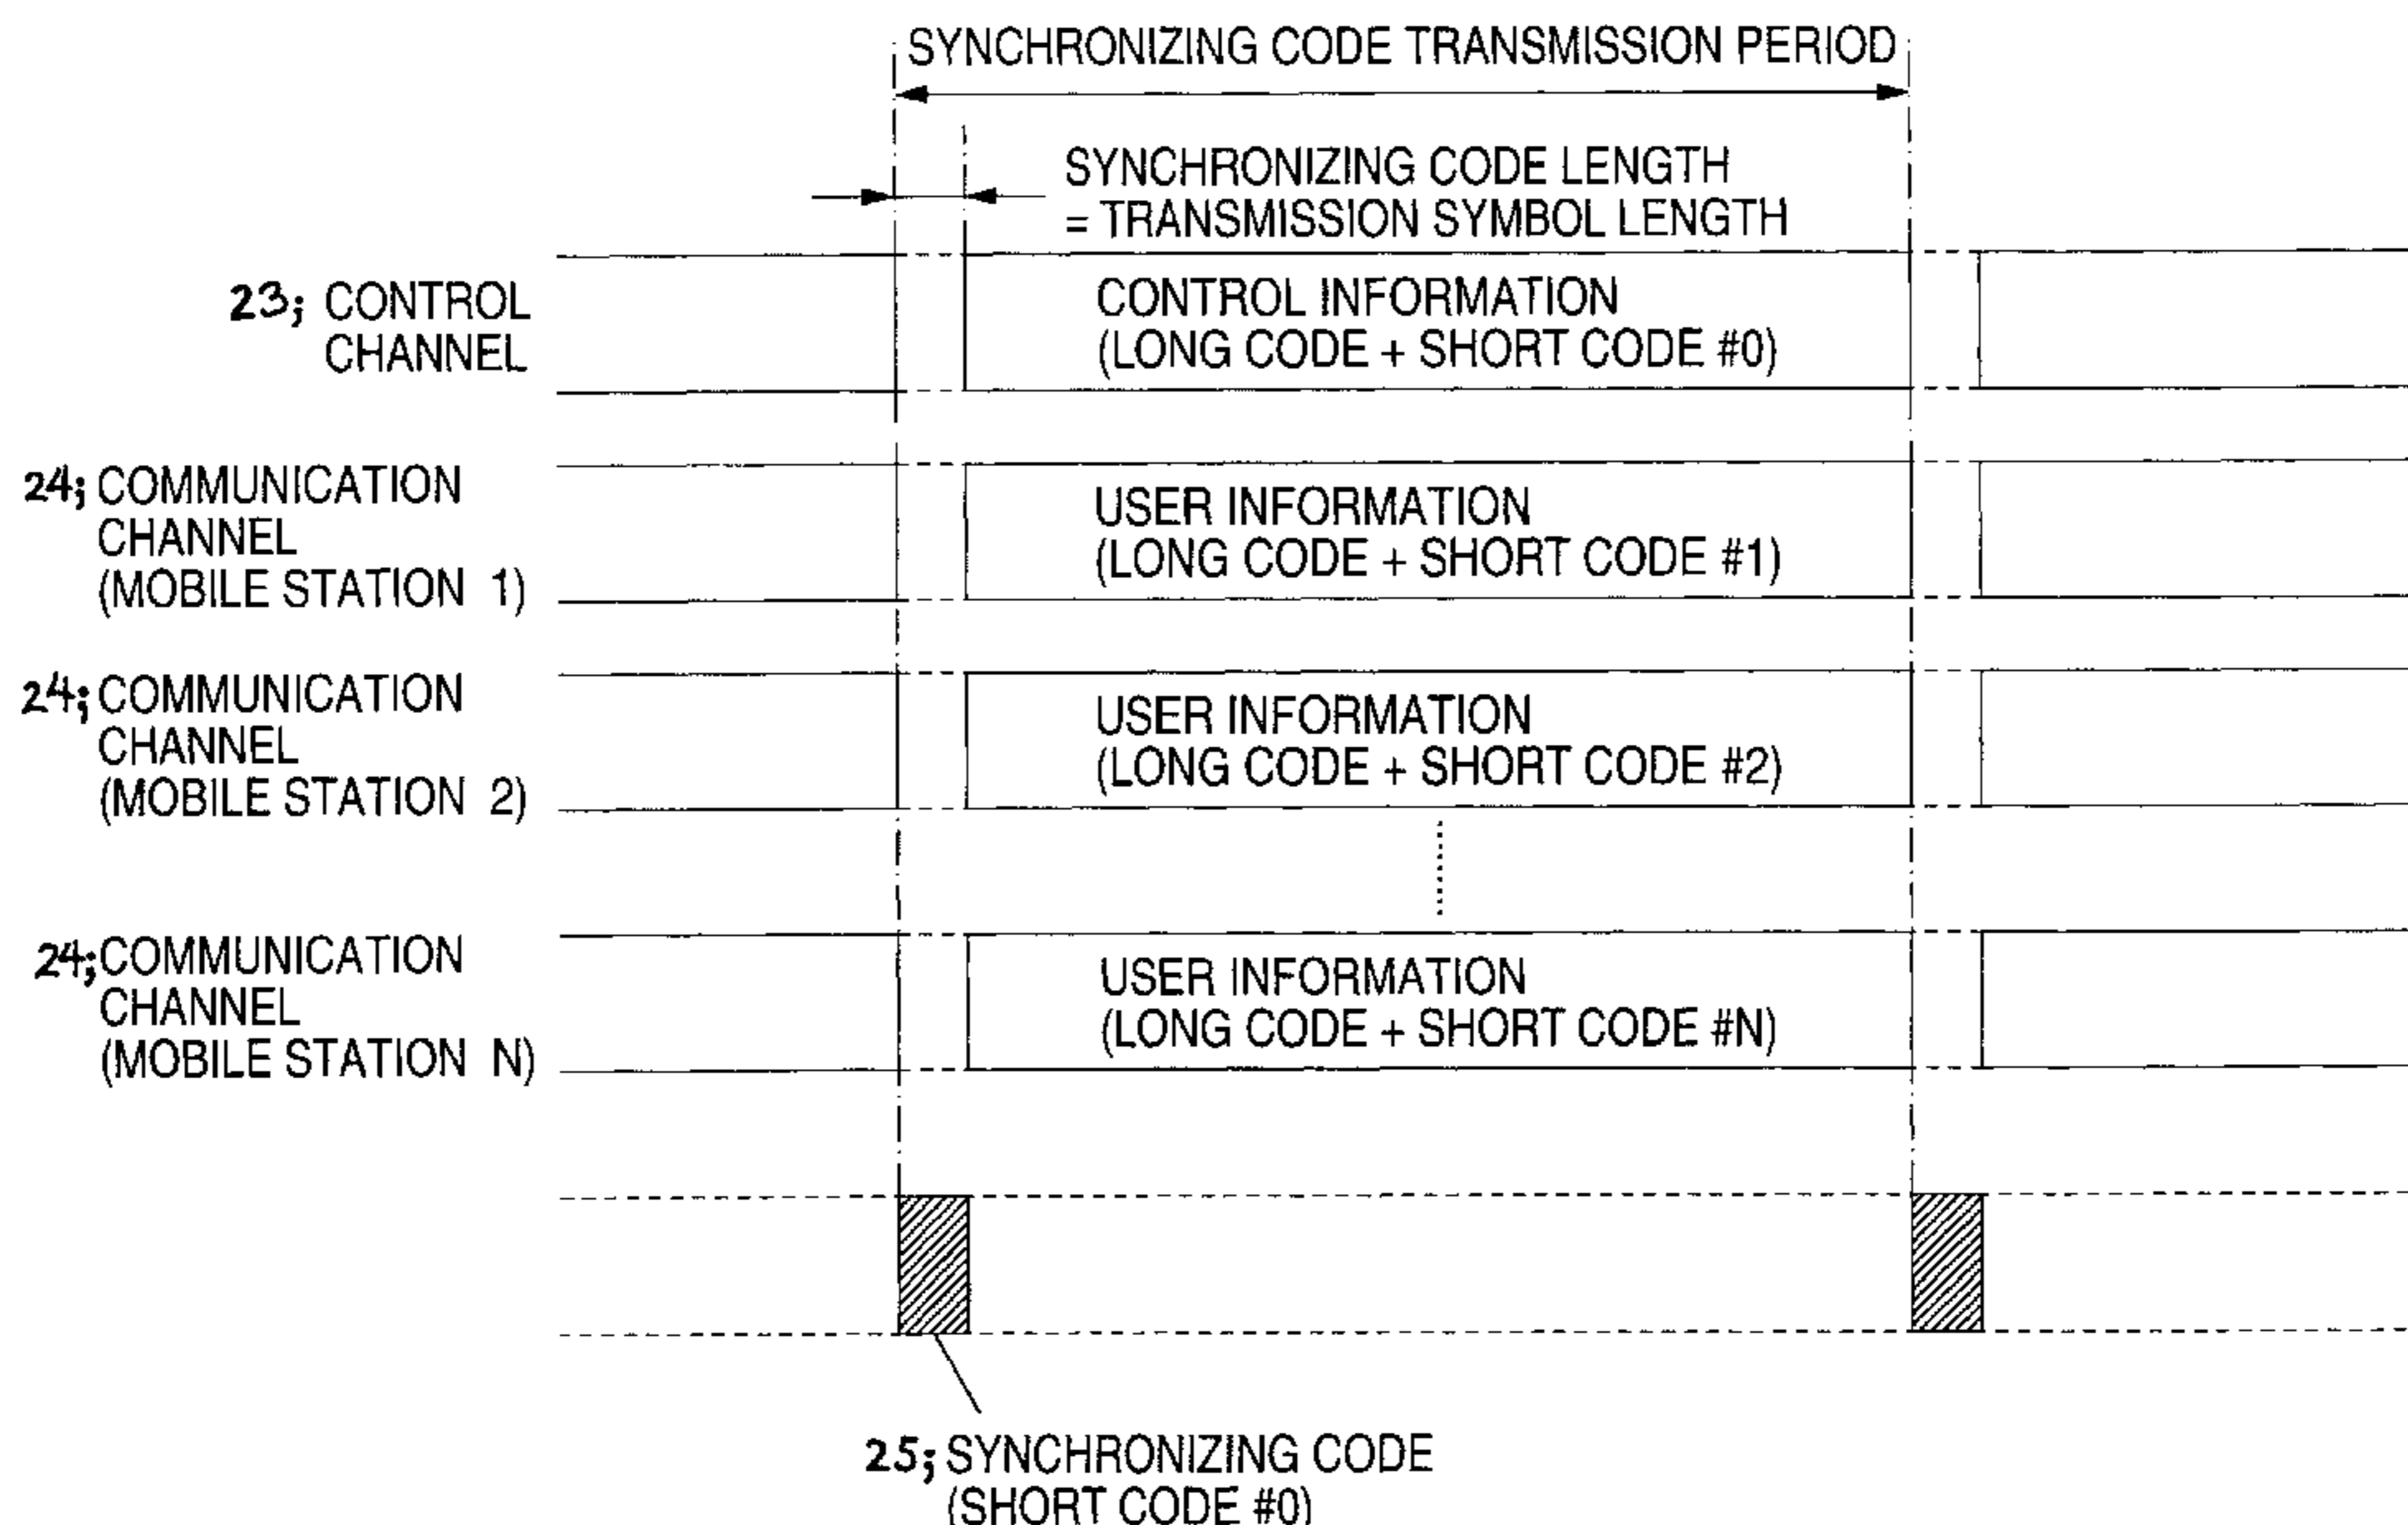 SYNCHRONIZING CODE TRANSMISSION PERIOD
SYNCHRONIZING CODE LENGTH
= TRANSMISSION SYMBOL LENGTH
23; CONTROL
CHANNEL
CONTROL INFORMATION
(LONG CODE + SHORT CODE #0)
24; COMMUNICATION
CHANNEL
(MOBILE STATION 1)
USER INFORMATION
(LONG CODE + SHORT CODE #1)
24; COMMUNICATION
CHANNEL
(MOBILE STATION 2)
USER INFORMATION
(LONG CODE + SHORT CODE #2)
24; COMMUNICATION
CHANNEL
(MOBILE STATION N)
USER INFORMATION
(LONG CODE + SHORT CODE #N)
25; SYNCHRONIZING CODE
(SHORT CODE #0)